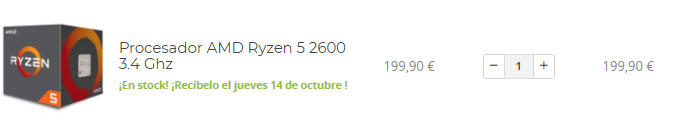 AMD
RYZEN
5
Procesador AMD Ryzen 5 2600
3.4 Ghz
¡En stock! ¡Recíbelo el jueves 14 de octubre !
199,90 €
− 1 +
199,90 €